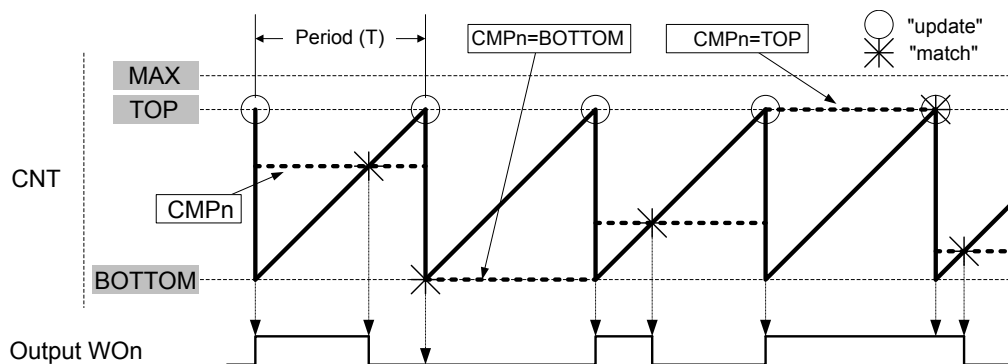 Period (T)
CMPn=BOTTOM
CMPn=TOP
"update"
"match"
MAX
TOP
CNT
CMPn
BOTTOM
Output WOn